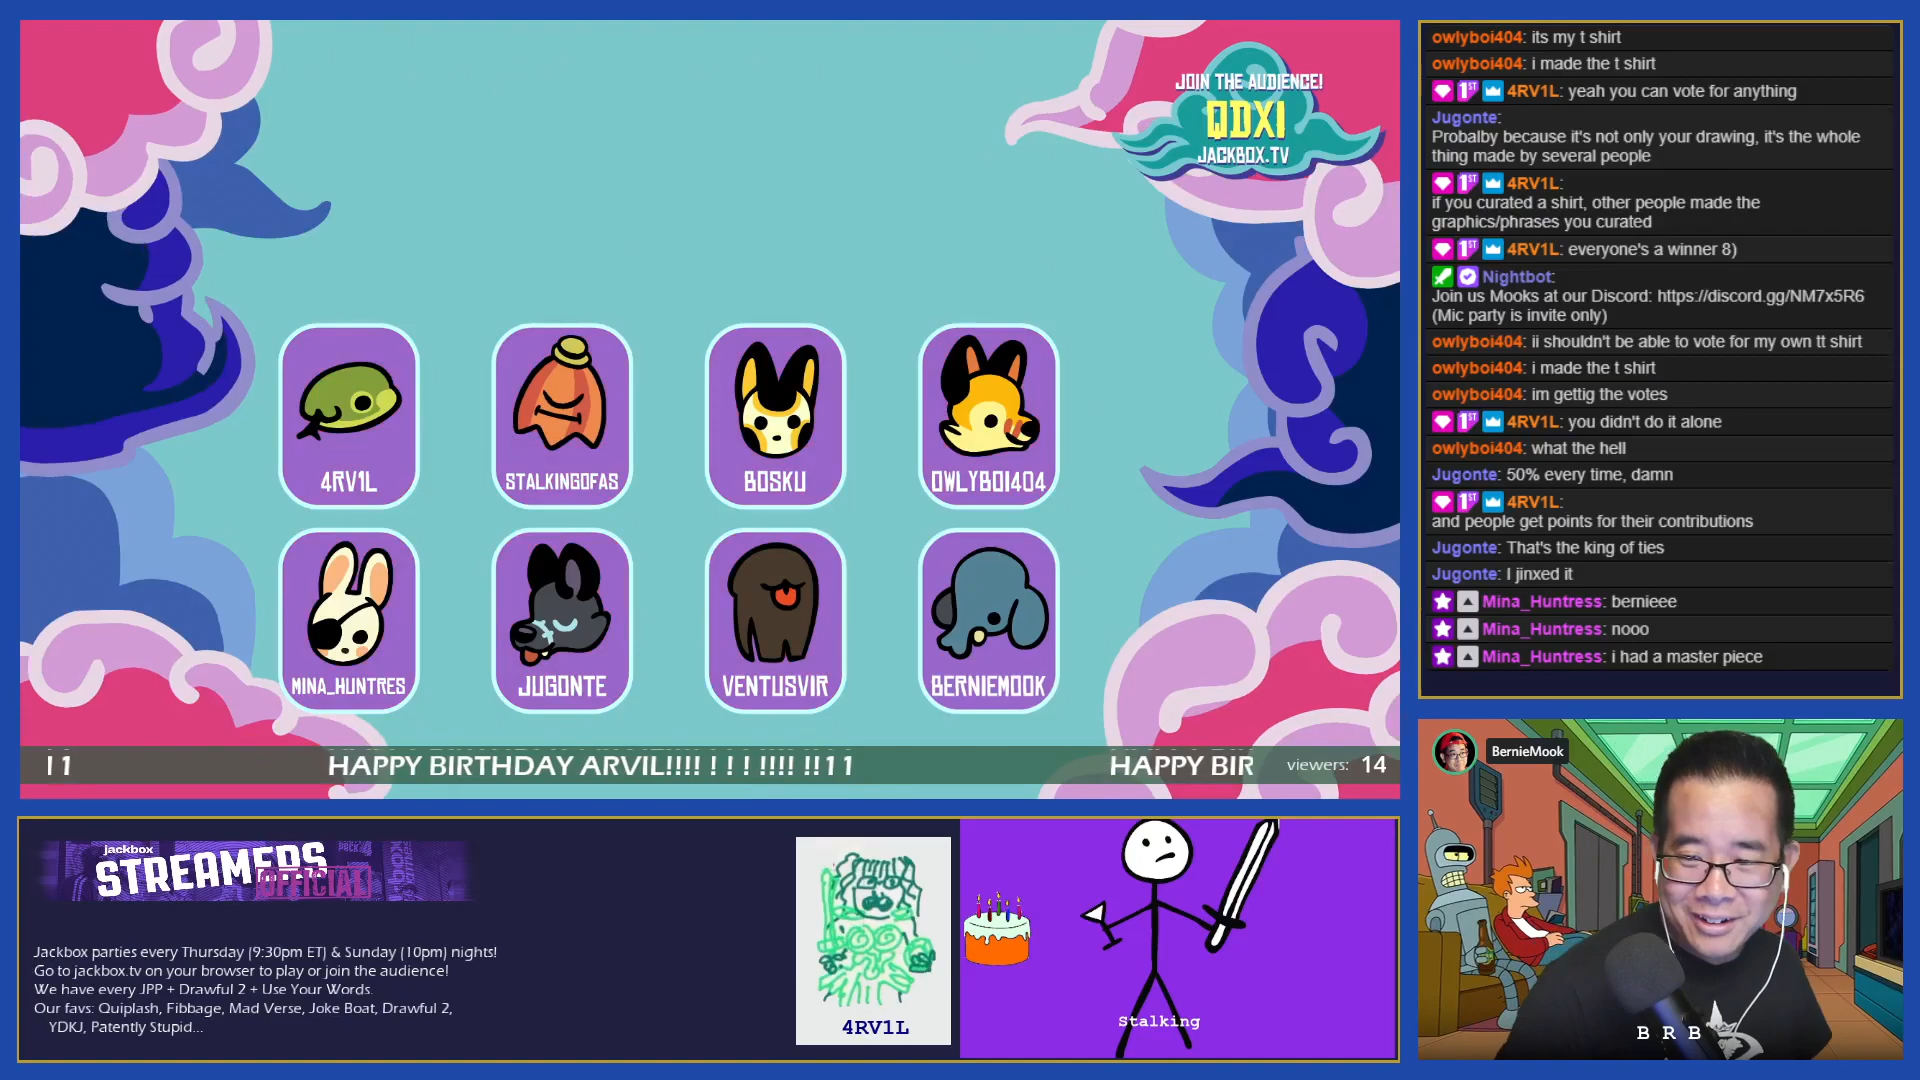 JOIN THE AUDIENCE!
QDXI
JACKBOX.TV
4RV1L
STALKINGOFAS
BOSKU
OWLYBOI404
MINA_HUNTRES
JUGONTE
VENTUSVIR
BERNIEMOOK
11 HAPPY BIRTHDAY ARVIL!!!! ! ! ! !!!! !!11 HAPPY BIR viewers: 14
jackbox
STREAMERS
OFFICIAL
Jackbox parties every Thursday (9:30pm ET) & Sunday (10pm) nights!
Go to jackbox.tv on your browser to play or join the audience!
We have every JPP + Drawful 2 + Use Your Words.
Our favs: Quiplash, Fibbage, Mad Verse, Joke Boat, Drawful 2,
YDKJ, Patently Stupid...
4RV1L
Stalking
owlyboi404: its my t shirt
owlyboi404: i made the t shirt
1ST 4RV1L: yeah you can vote for anything
Jugonte:
Probalby because it's not only your drawing, it's the whole
thing made by several people
1ST 4RV1L:
if you curated a shirt, other people made the
graphics/phrases you curated
1ST 4RV1L: everyone's a winner 8)
Nightbot:
Join us Mooks at our Discord: https://discord.gg/NM7x5R6
(Mic party is invite only)
owlyboi404: ii shouldn't be able to vote for my own tt shirt
owlyboi404: i made the t shirt
owlyboi404: im gettig the votes
1ST 4RV1L: you didn't do it alone
owlyboi404: what the hell
Jugonte: 50% every time, damn
1ST 4RV1L:
and people get points for their contributions
Jugonte: That's the king of ties
Jugonte: I jinxed it
Mina_Huntress: bernieee
Mina_Huntress: nooo
Mina_Huntress: i had a master piece
BernieMook
B R B